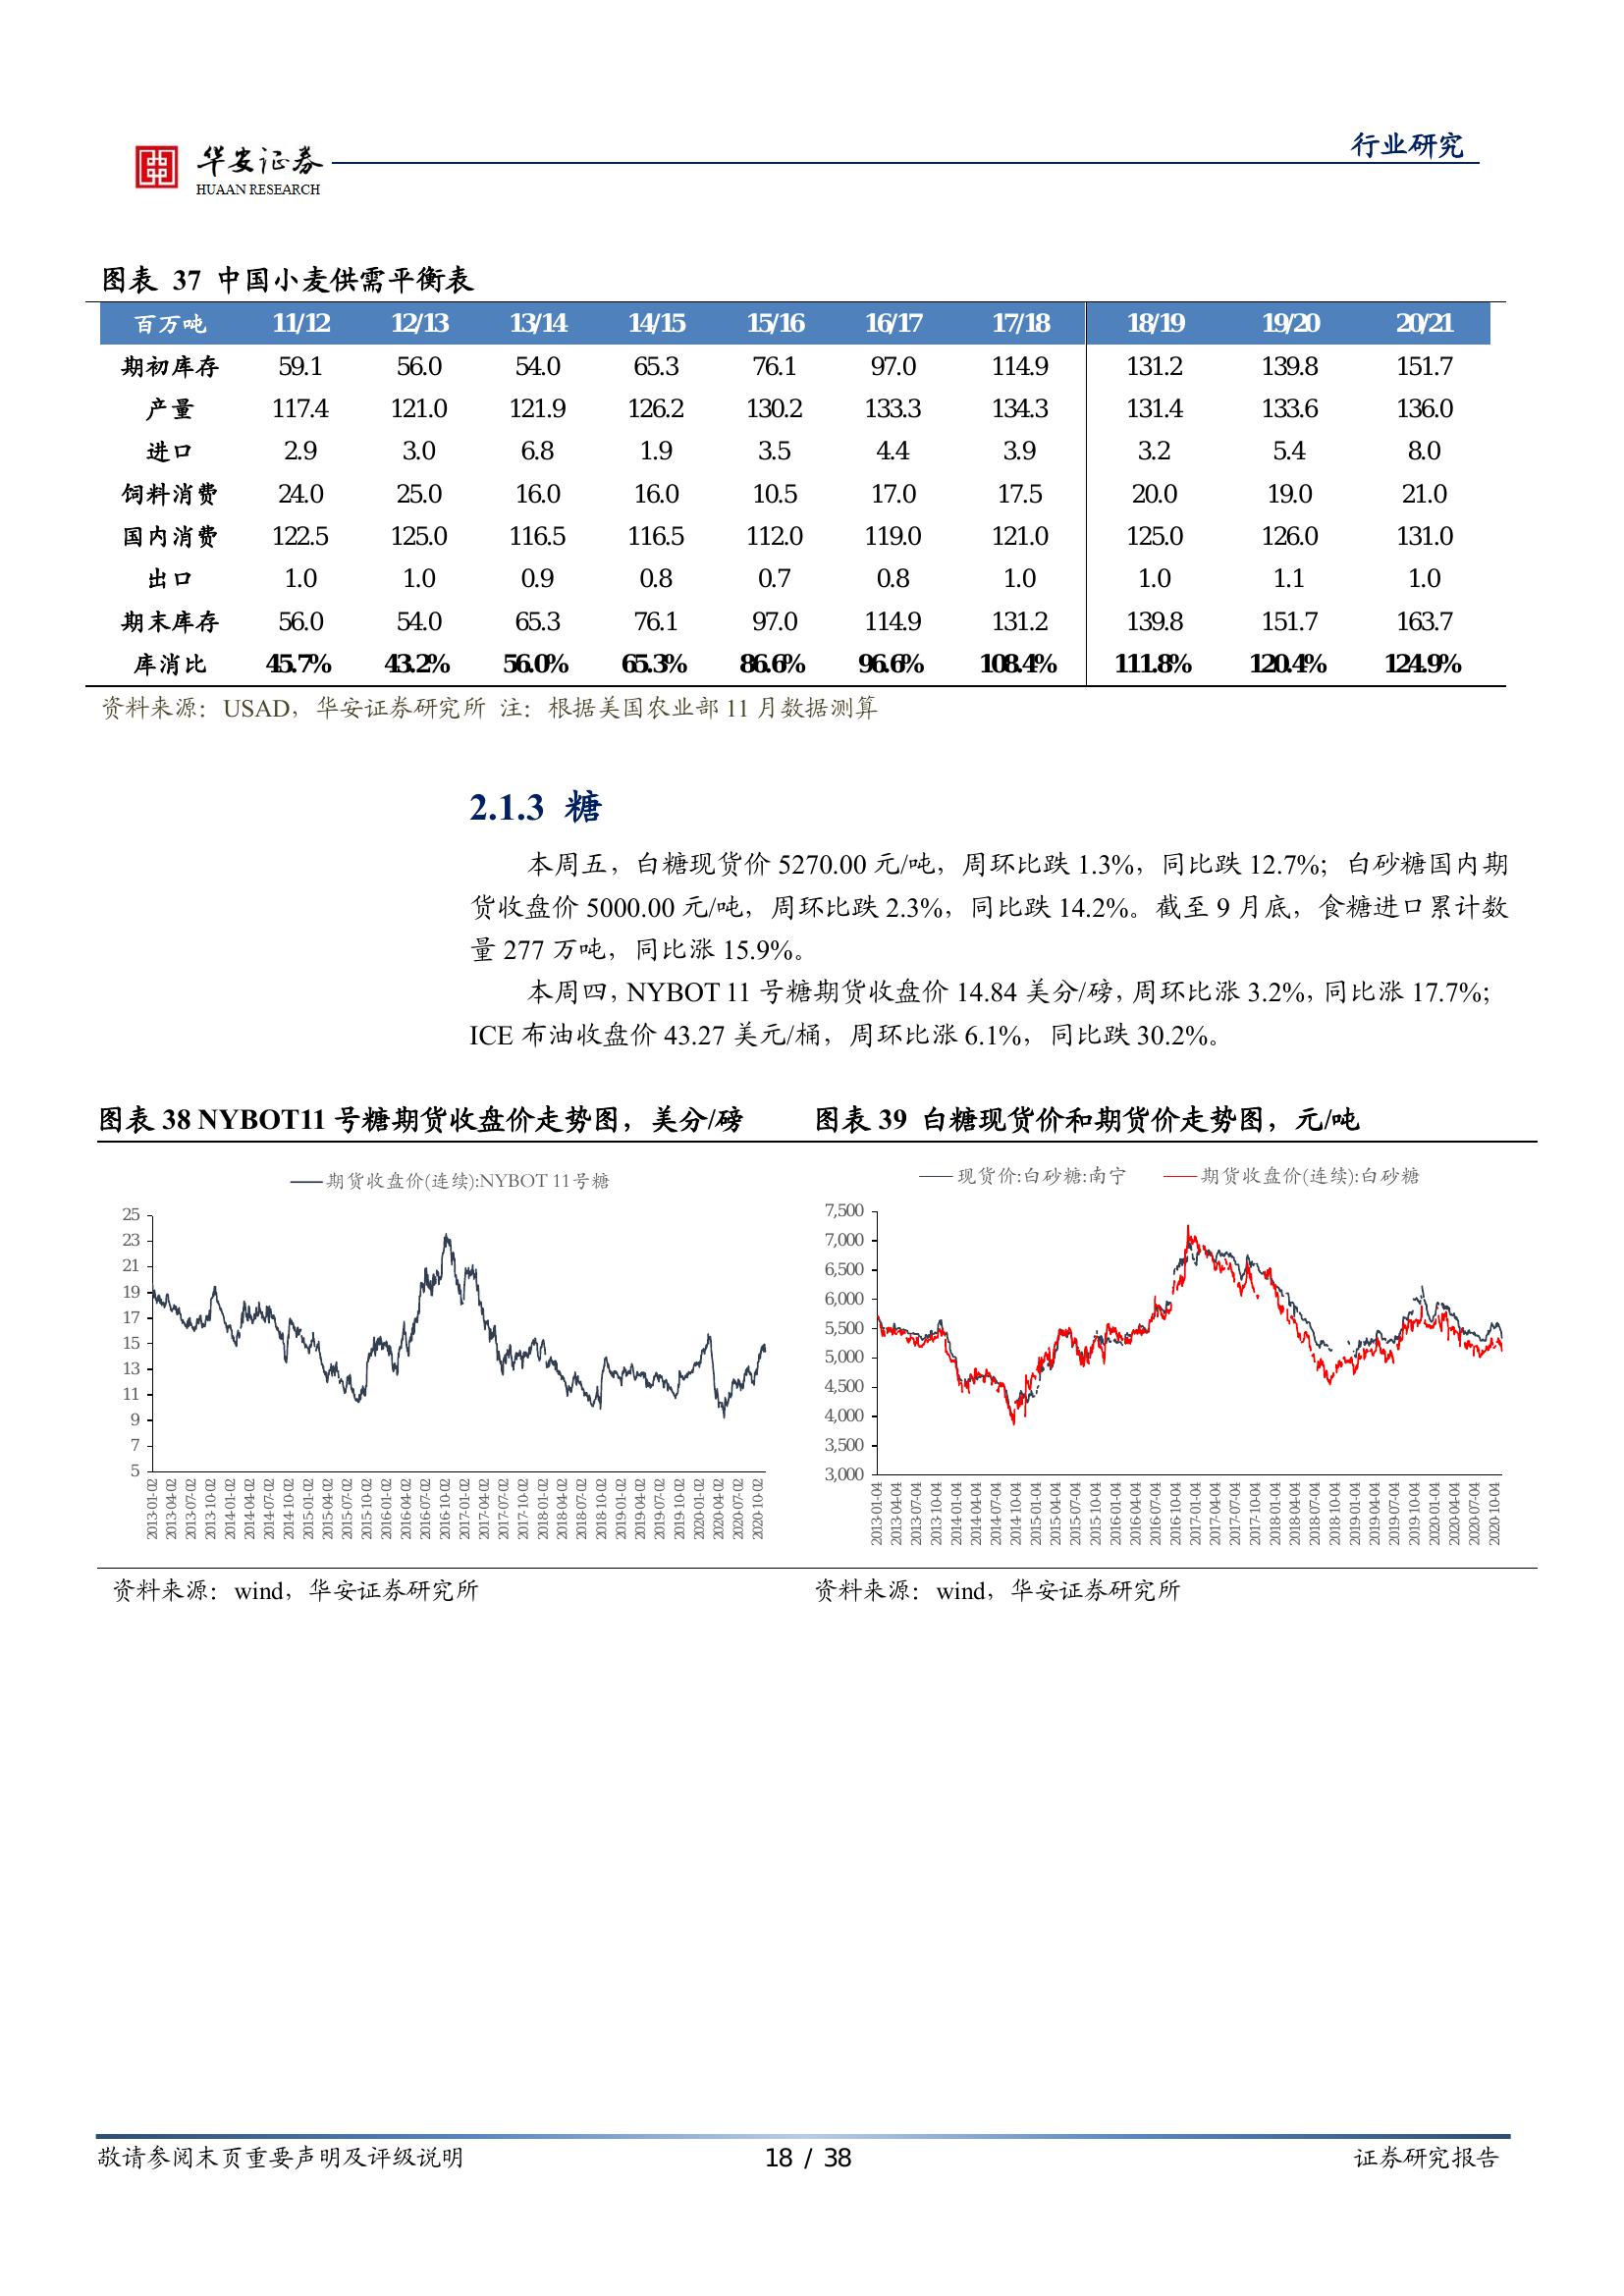 华安证券
HUAAN RESEARCH
行业研究
图表 37 中国小麦供需平衡表
百万吨 11/12 12/13 13/14 14/15 15/16 16/17 17/18 18/19 19/20 20/21
期初库存 59.1 56.0 54.0 65.3 76.1 97.0 114.9 131.2 139.8 151.7
产量 117.4 121.0 121.9 126.2 130.2 133.3 134.3 131.4 133.6 136.0
进口 2.9 3.0 6.8 1.9 3.5 4.4 3.9 3.2 5.4 8.0
饲料消费 24.0 25.0 16.0 16.0 10.5 17.0 17.5 20.0 19.0 21.0
国内消费 122.5 125.0 116.5 116.5 112.0 119.0 121.0 125.0 126.0 131.0
出口 1.0 1.0 0.9 0.8 0.7 0.8 1.0 1.0 1.1 1.0
期末库存 56.0 54.0 65.3 76.1 97.0 114.9 131.2 139.8 151.7 163.7
库消比 45.7% 43.2% 56.0% 65.3% 86.6% 96.6% 108.4% 111.8% 120.4% 124.9%
资料来源：USAD，华安证券研究所 注：根据美国农业部 11 月数据测算
2.1.3 糖
本周五，白糖现货价 5270.00 元/吨，周环比跌 1.3%，同比跌 12.7%；白砂糖国内期
货收盘价 5000.00 元/吨，周环比跌 2.3%，同比跌 14.2%。截至 9 月底，食糖进口累计数
量 277 万吨，同比涨 15.9%。
本周四，NYBOT 11 号糖期货收盘价 14.84 美分/磅，周环比涨 3.2%，同比涨 17.7%；
ICE 布油收盘价 43.27 美元/桶，周环比涨 6.1%，同比跌 30.2%。
图表 38 NYBOT11 号糖期货收盘价走势图，美分/磅
期货收盘价(连续):NYBOT 11号糖
25
23
21
19
17
15
13
11
9
7
5
2013-01-02 2013-04-02 2013-07-02 2013-10-02 2014-01-02 2014-04-02 2014-07-02 2014-10-02 2015-01-02 2015-04-02 2015-07-02 2015-10-02 2016-01-02 2016-04-02 2016-07-02 2016-10-02 2017-01-02 2017-04-02 2017-07-02 2017-10-02 2018-01-02 2018-04-02 2018-07-02 2018-10-02 2019-01-02 2019-04-02 2019-07-02 2019-10-02 2020-01-02 2020-04-02 2020-07-02 2020-10-02
资料来源：wind，华安证券研究所
图表 39 白糖现货价和期货价走势图，元/吨
现货价:白砂糖:南宁 期货收盘价(连续):白砂糖
7,500
7,000
6,500
6,000
5,500
5,000
4,500
4,000
3,500
3,000
2013-01-04 2013-04-04 2013-07-04 2013-10-04 2014-01-04 2014-04-04 2014-07-04 2014-10-04 2015-01-04 2015-04-04 2015-07-04 2015-10-04 2016-01-04 2016-04-04 2016-07-04 2016-10-04 2017-01-04 2017-04-04 2017-07-04 2017-10-04 2018-01-04 2018-04-04 2018-07-04 2018-10-04 2019-01-04 2019-04-04 2019-07-04 2019-10-04 2020-01-04 2020-04-04 2020-07-04 2020-10-04
资料来源：wind，华安证券研究所
敬请参阅末页重要声明及评级说明 18 / 38 证券研究报告